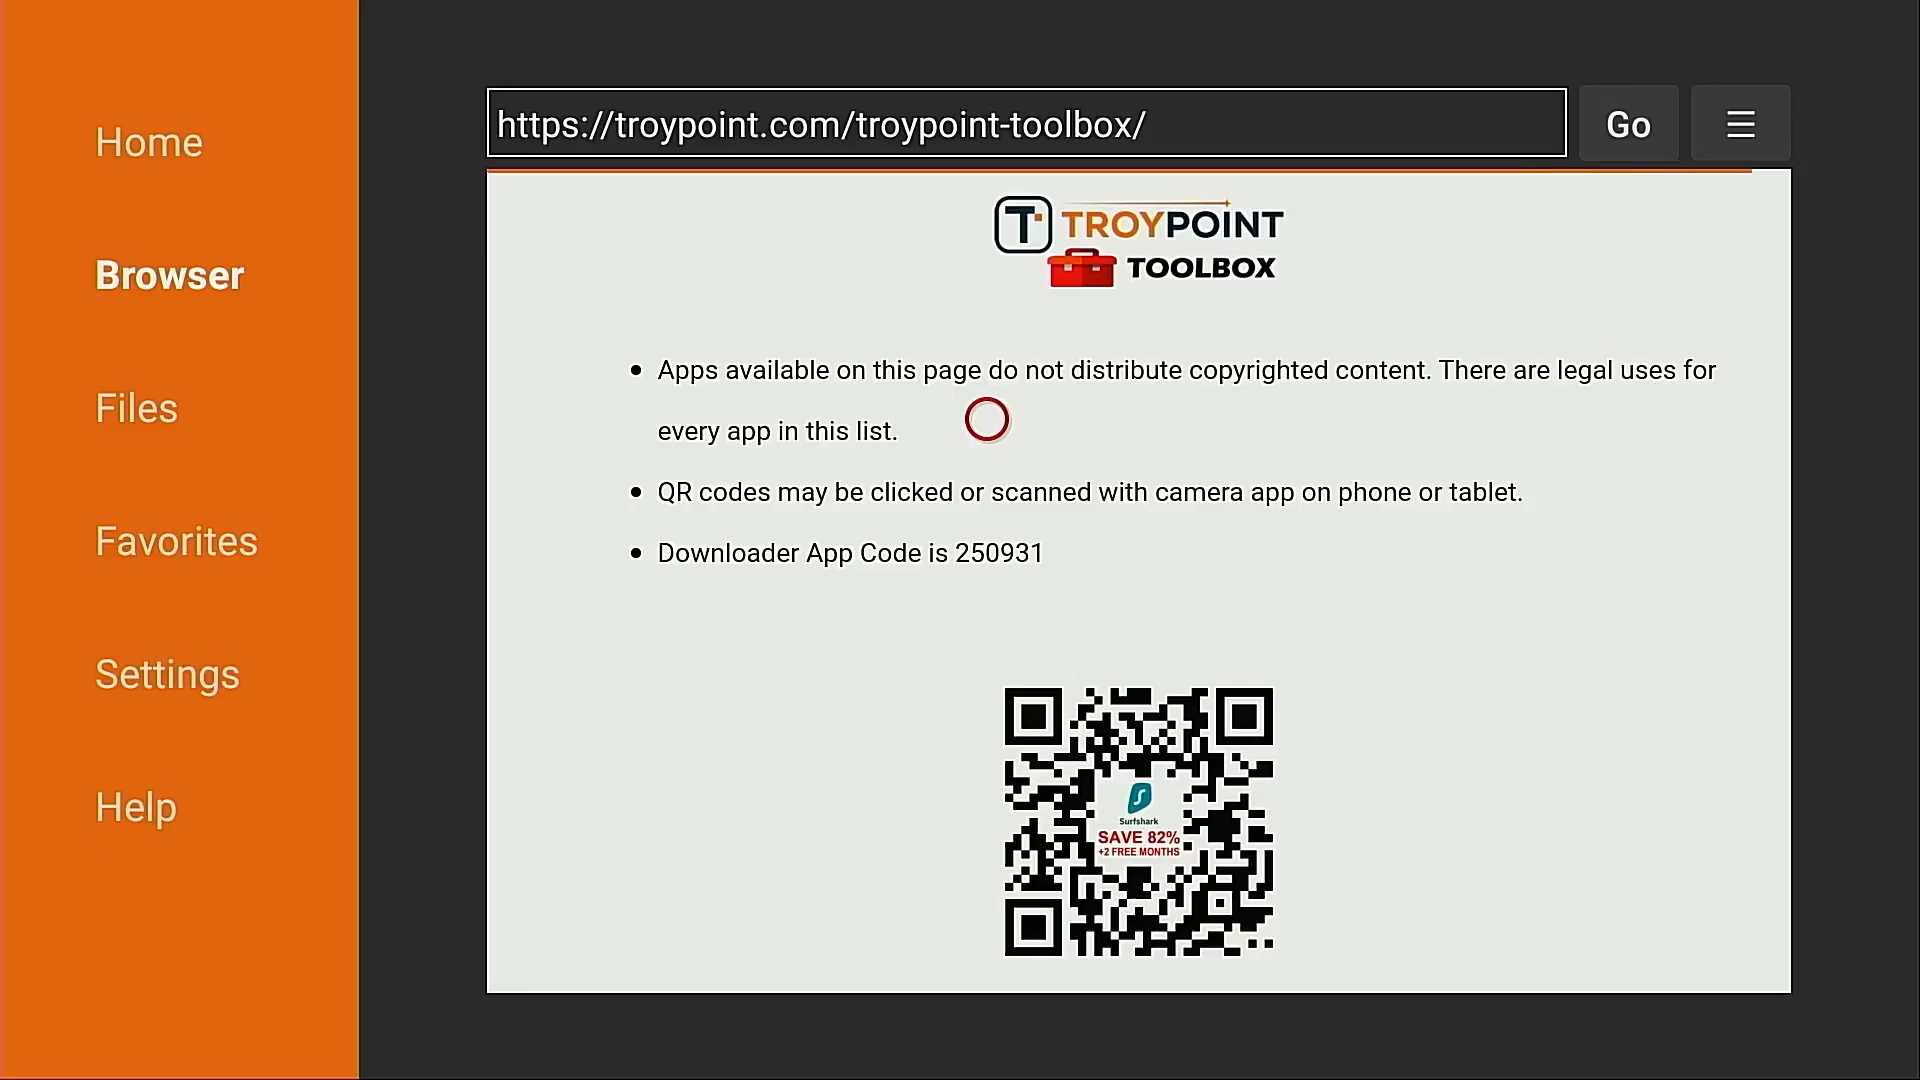 Home
Browser
Files
Favorites
Settings
Help
https://troypoint.com/troypoint-toolbox/
Go
☰
T
TROYPOINT
TOOLBOX
• Apps available on this page do not distribute copyrighted content. There are legal uses for
every app in this list.
• QR codes may be clicked or scanned with camera app on phone or tablet.
• Downloader App Code is 250931
Surfshark
SAVE 82%
+2 FREE MONTHS